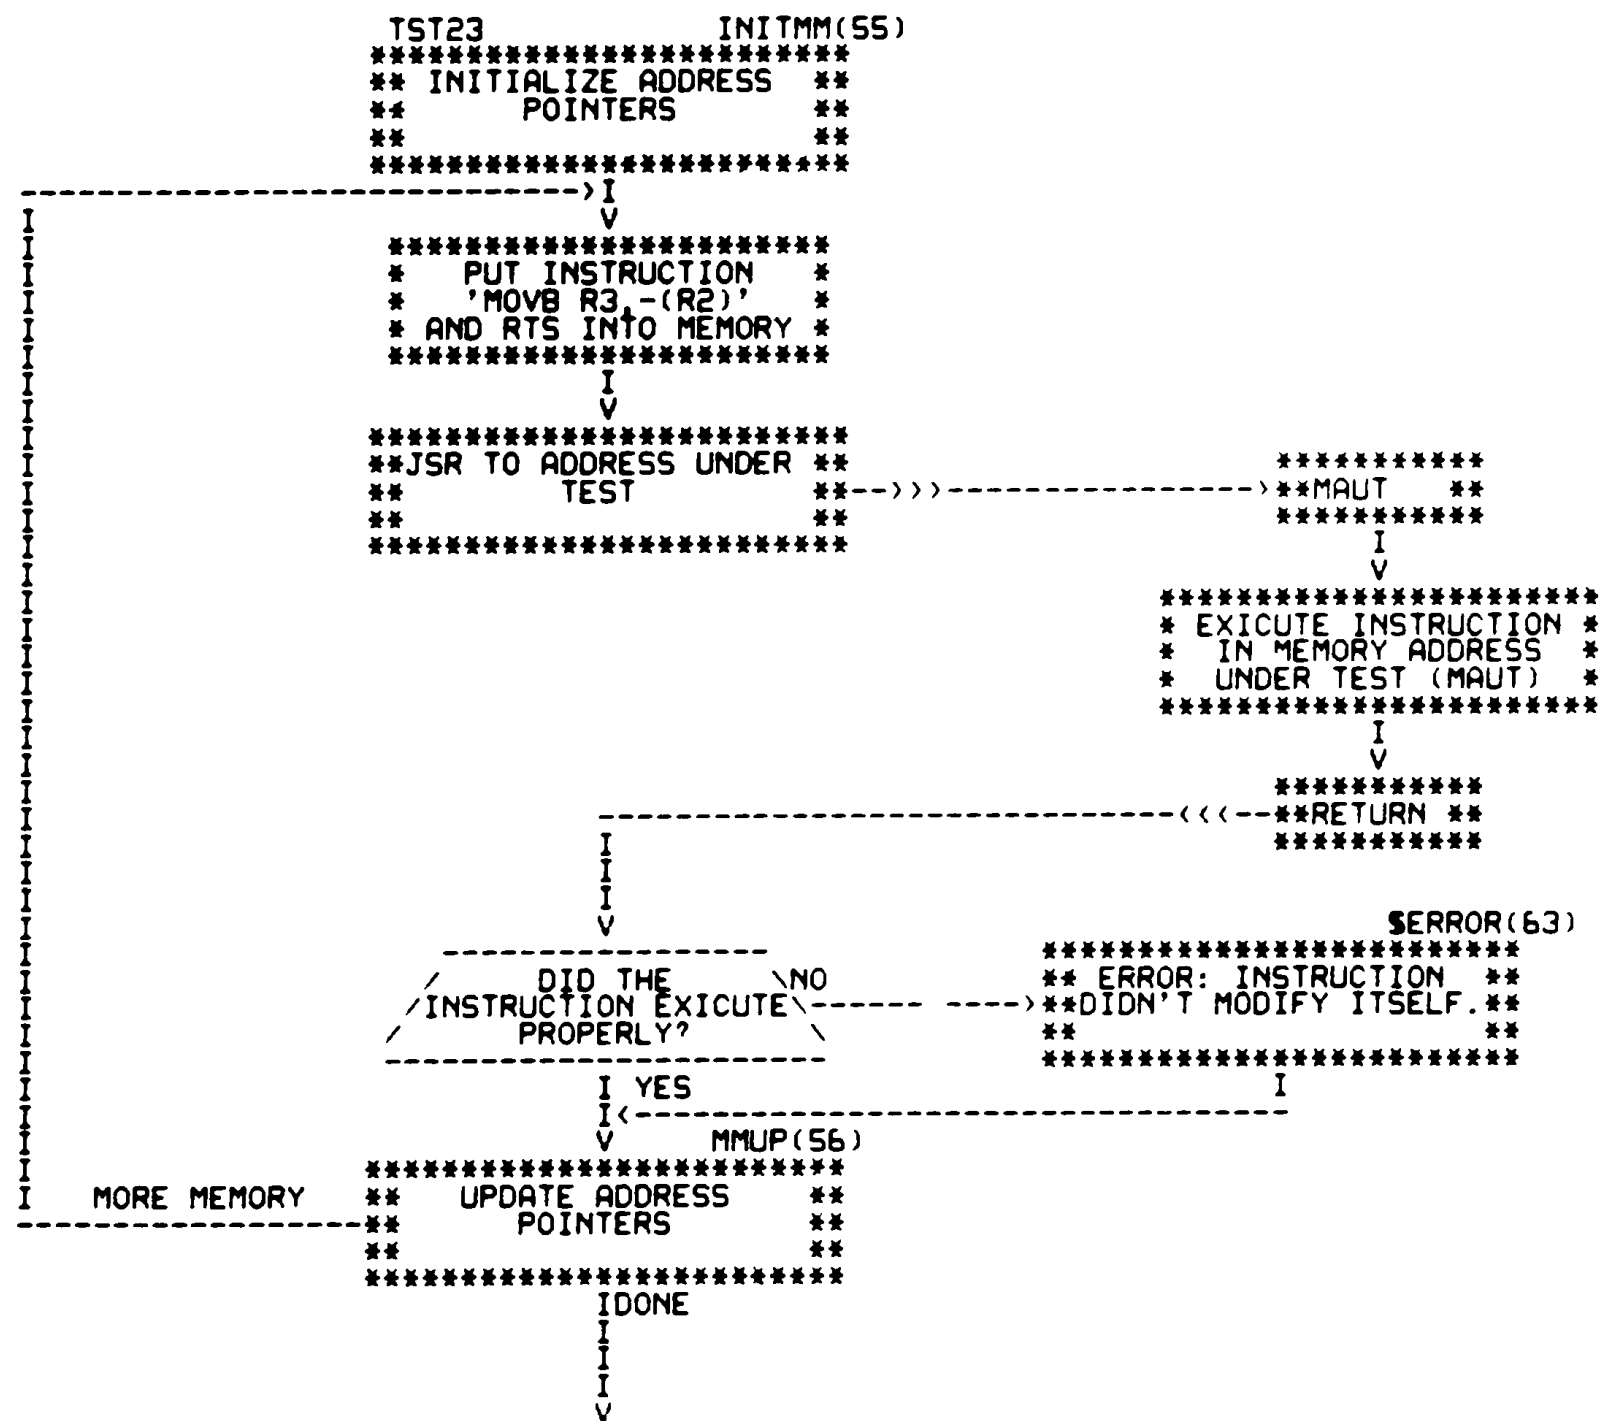 TST23 INITMM(55)
INITIALIZE ADDRESS
POINTERS
PUT INSTRUCTION
'MOVB R3,-(R2)'
AND RTS INTO MEMORY
JSR TO ADDRESS UNDER
TEST
MAUT
EXICUTE INSTRUCTION
IN MEMORY ADDRESS
UNDER TEST (MAUT)
RETURN
$ERROR(63)
DID THE
INSTRUCTION EXICUTE
PROPERLY?
NO
ERROR: INSTRUCTION
DIDN'T MODIFY ITSELF.
YES
MMUP(56)
MORE MEMORY
UPDATE ADDRESS
POINTERS
DONE